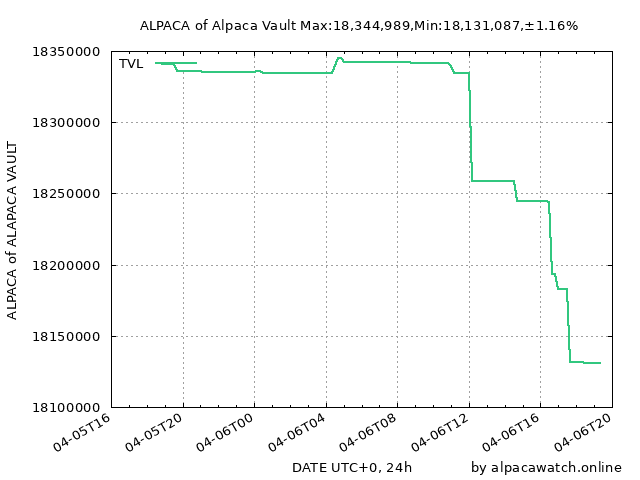 ALPACA of Alpaca Vault Max:18,344,989,Min:18,131,087,±1.16%
TVL
18350000
18300000
18250000
18200000
18150000
18100000
ALPACA of ALAPACA VAULT
04-05T16
04-05T20
04-06T00
04-06T04
04-06T08
04-06T12
04-06T16
04-06T20
DATE UTC+0, 24h
by alpacawatch.online